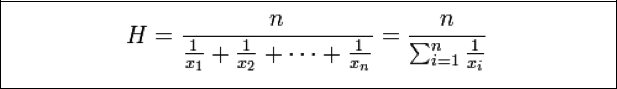 $H = \frac{n}{\frac{1}{x_1} + \frac{1}{x_2} + \cdots + \frac{1}{x_n}} = \frac{n}{\sum_{i=1}^{n} \frac{1}{x_i}}$